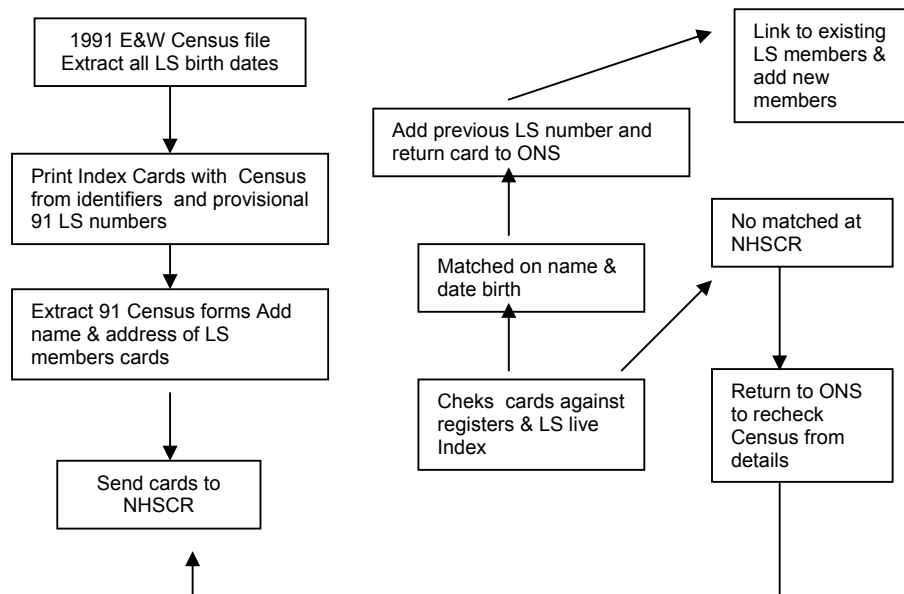 1991 E&W Census file
Extract all LS birth dates
Print Index Cards with Census
from identifiers and provisional
91 LS numbers
Extract 91 Census forms Add
name & address of LS
members cards
Send cards to
NHSCR
Link to existing
LS members &
add new
members
Add previous LS number and
return card to ONS
No matched at
NHSCR
Matched on name &
date birth
Cheks cards against
registers & LS live
Index
Return to ONS
to recheck
Census from
details